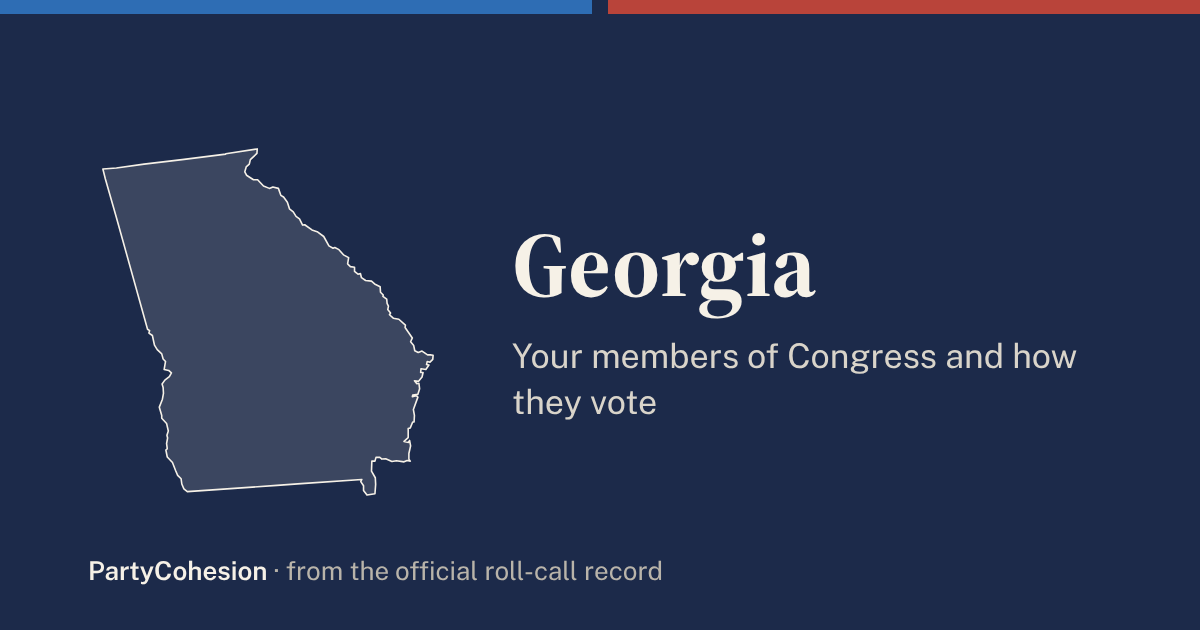 Georgia
Your members of Congress and how
they vote
PartyCohesion · from the official roll-call record